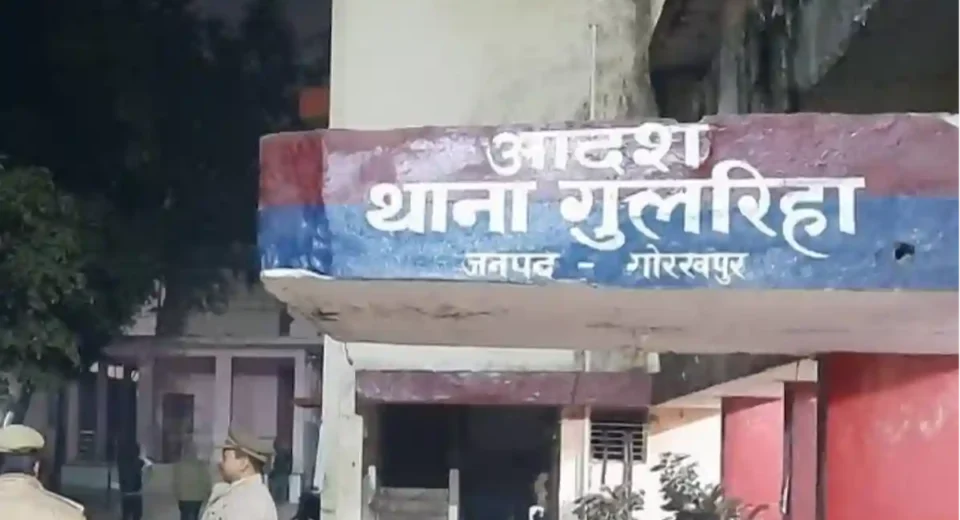 आदर्श
थाना गुलरिहा
जनपद - गोरखपुर